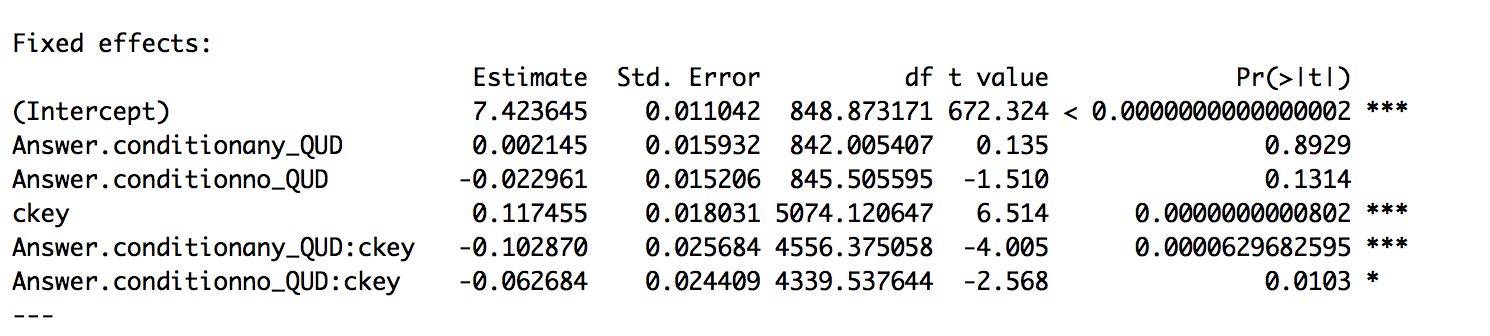 Fixed effects:
Estimate Std. Error df t value Pr(>|t|)
(Intercept) 7.423645 0.011042 848.873171 672.324 < 0.0000000000000002 ***
Answer.conditionany_QUD 0.002145 0.015932 842.005407 0.135 0.8929
Answer.conditionno_QUD -0.022961 0.015206 845.505595 -1.510 0.1314
ckey 0.117455 0.018031 5074.120647 6.514 0.0000000000802 ***
Answer.conditionany_QUD:ckey -0.102870 0.025684 4556.375058 -4.005 0.0000629682595 ***
Answer.conditionno_QUD:ckey -0.062684 0.024409 4339.537644 -2.568 0.0103 *
---